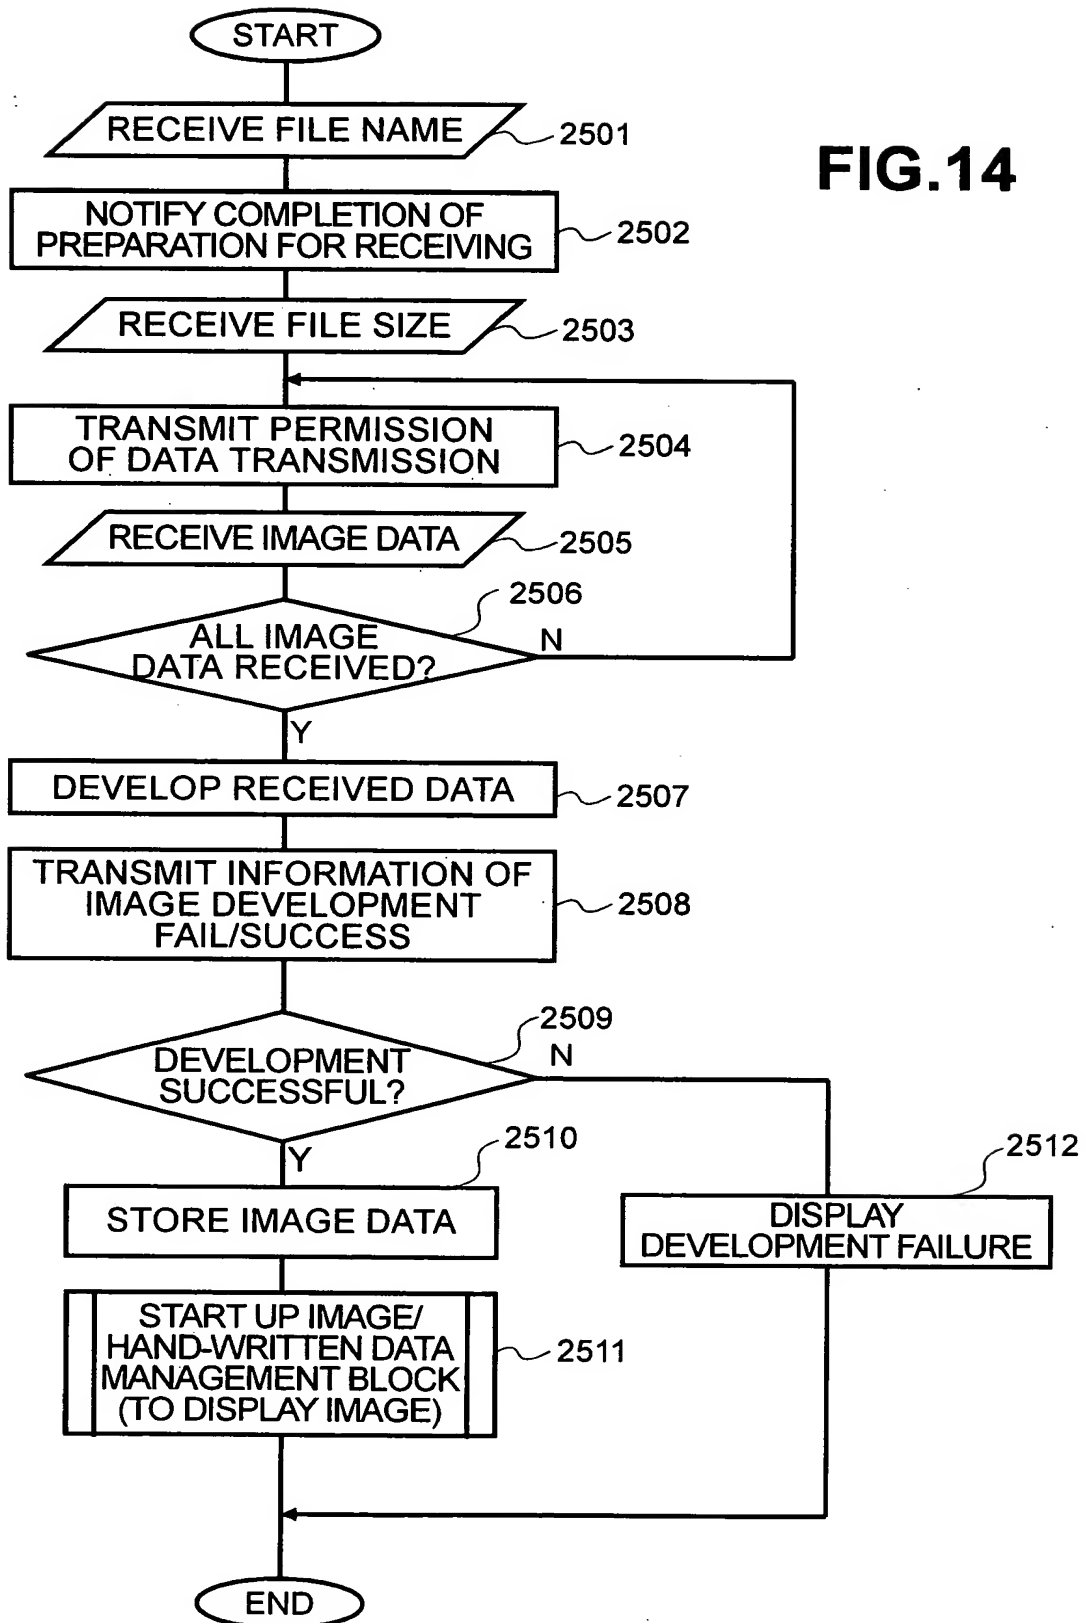 START
RECEIVE FILE NAME
2501
FIG.14
NOTIFY COMPLETION OF
PREPARATION FOR RECEIVING
2502
RECEIVE FILE SIZE
2503
TRANSMIT PERMISSION
OF DATA TRANSMISSION
2504
RECEIVE IMAGE DATA
2505
2506
ALL IMAGE
DATA RECEIVED?
N
Y
DEVELOP RECEIVED DATA
2507
TRANSMIT INFORMATION OF
IMAGE DEVELOPMENT
FAIL/SUCCESS
2508
2509
DEVELOPMENT
SUCCESSFUL?
N
Y
2510
STORE IMAGE DATA
2512
DISPLAY
DEVELOPMENT FAILURE
START UP IMAGE/
HAND-WRITTEN DATA
MANAGEMENT BLOCK
(TO DISPLAY IMAGE)
2511
END